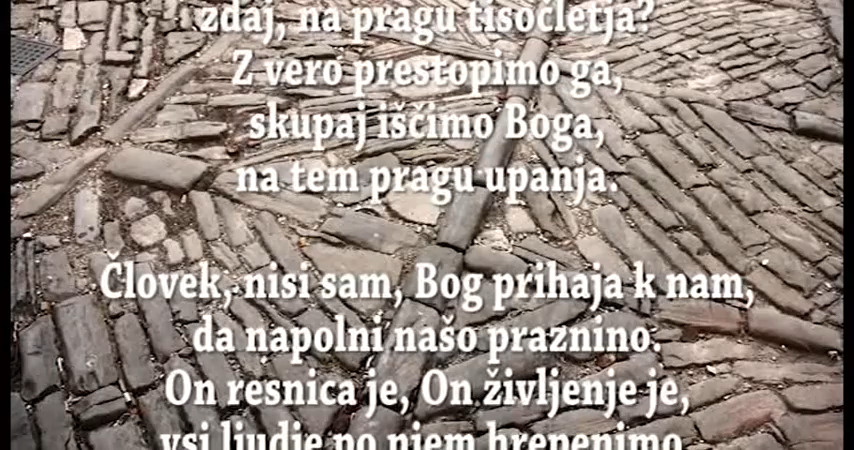 zdaj, na pragu tisočletja?
Z vero prestopimo ga,
skupaj iščimo Boga,
na tem pragu upanja.
Človek, nisi sam, Bog prihaja k nam,
da napolni našo praznino.
On resnica je, On življenje je,
vsi ljudje po njem hrepenimo